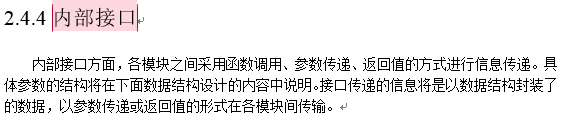 2.4.4 内部接口
内部接口方面，各模块之间采用函数调用、参数传递、返回值的方式进行信息传递。具
体参数的结构将在下面数据结构设计的内容中说明。接口传递的信息将是以数据结构封装了
的数据，以参数传递或返回值的形式在各模块间传输。